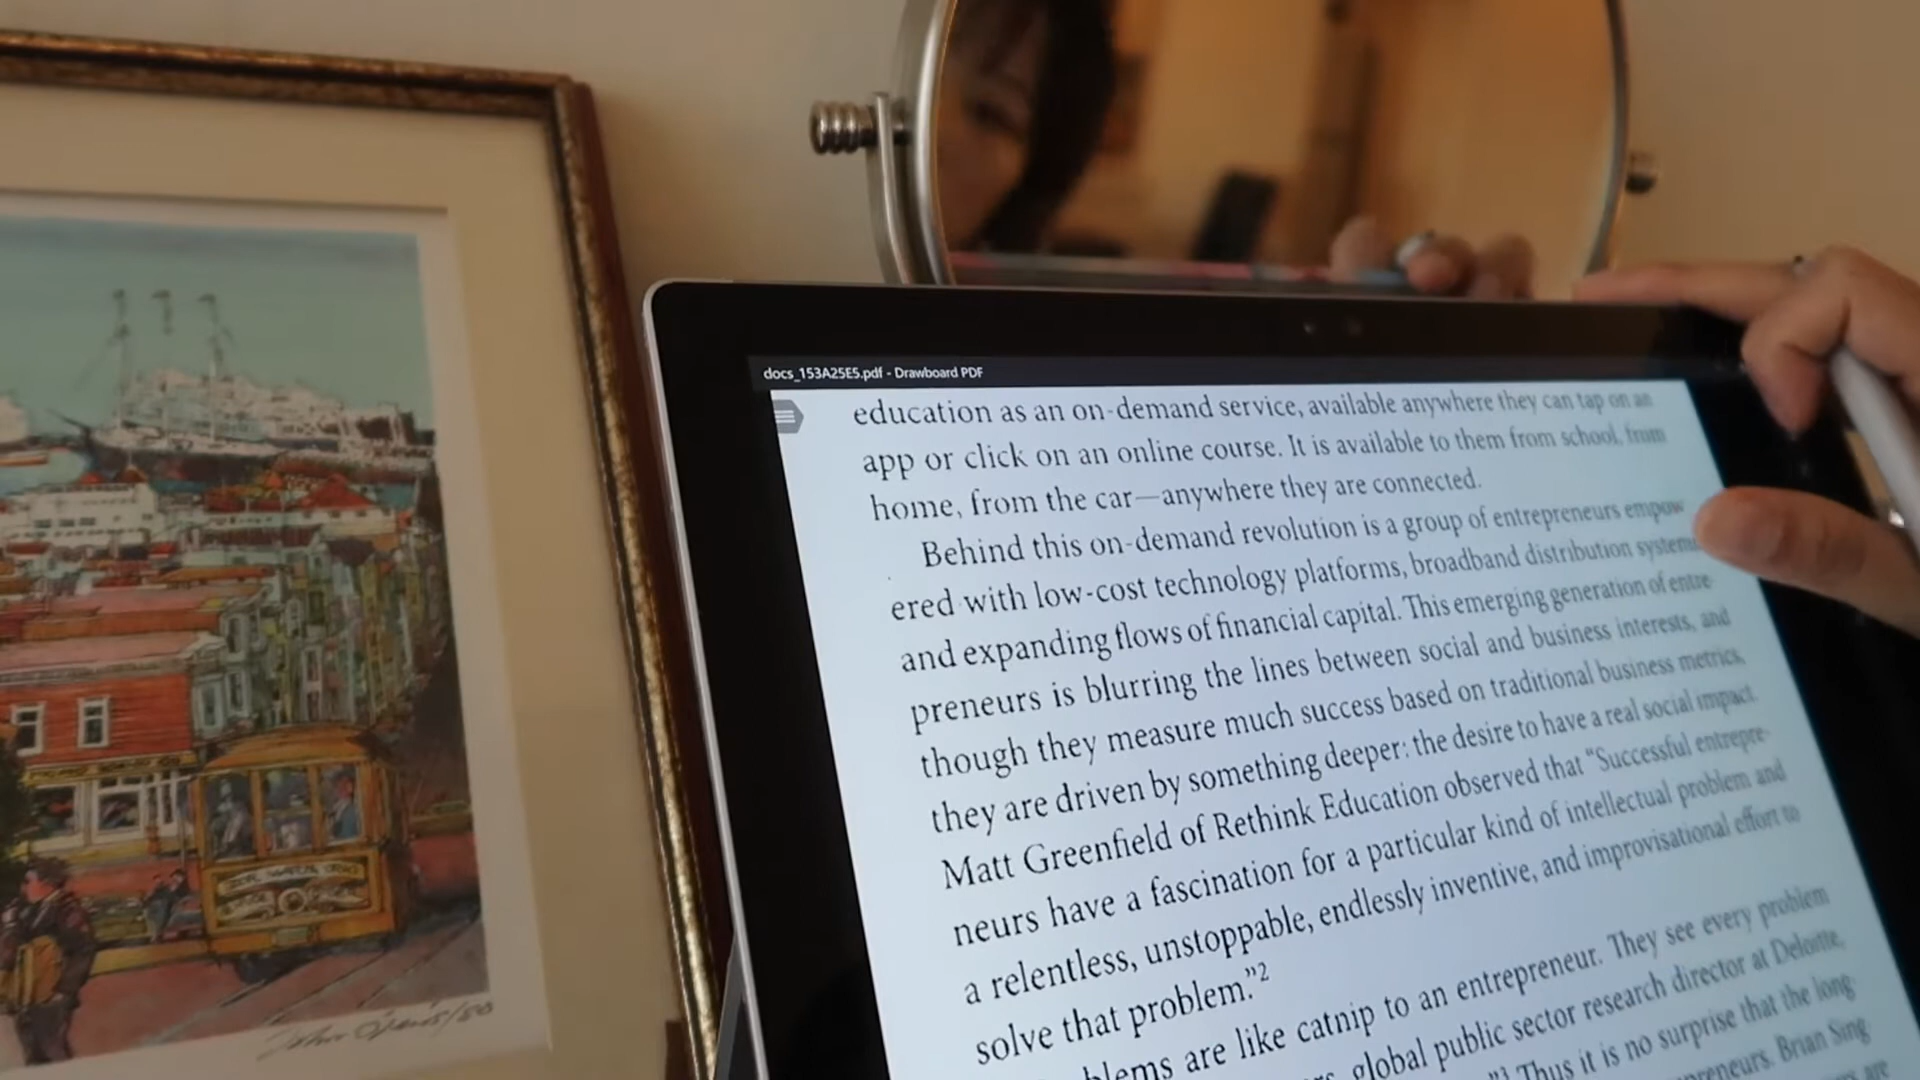 docs_153A25E5.pdf - Drawboard PDF
education as an on-demand service, available anywhere they can tap on an
app or click on an online course. It is available to them from school, from
home, from the car—anywhere they are connected.
Behind this on-demand revolution is a group of entrepreneurs empow
ered with low-cost technology platforms, broadband distribution systems
and expanding flows of financial capital. This emerging generation of entre
preneurs is blurring the lines between social and business interests, and
though they measure much success based on traditional business metrics,
they are driven by something deeper: the desire to have a real social impact
Matt Greenfield of Rethink Education observed that “Successful entrepre-
neurs have a fascination for a particular kind of intellectual problem and
a relentless, unstoppable, endlessly inventive, and improvisational effort to
solve that problem.”2
are like catnip to an entrepreneur. They see every problem
global public sector research director at Deloitte,
”3 Thus it is no surprise that the long-
Brian Sing
are